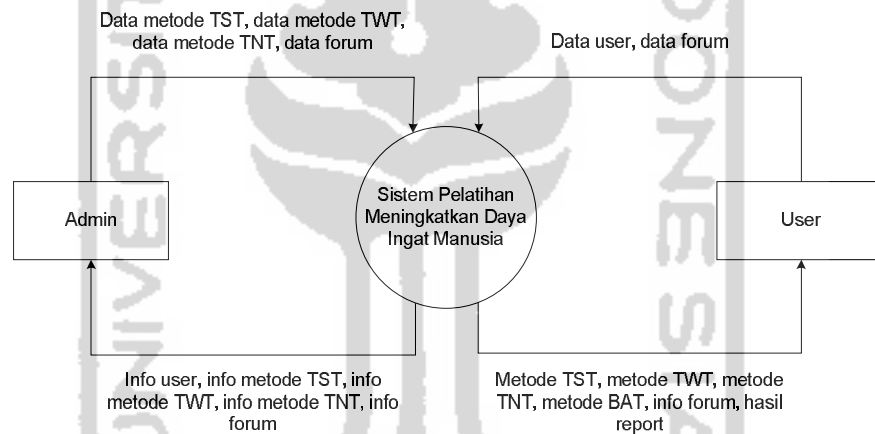 Data metode TST, data metode TWT,
data metode TNT, data forum
Data user, data forum
Admin
Sistem Pelatihan
Meningkatkan Daya
Ingat Manusia
User
Info user, info metode TST, info
metode TWT, info metode TNT, info
forum
Metode TST, metode TWT, metode
TNT, metode BAT, info forum, hasil
report